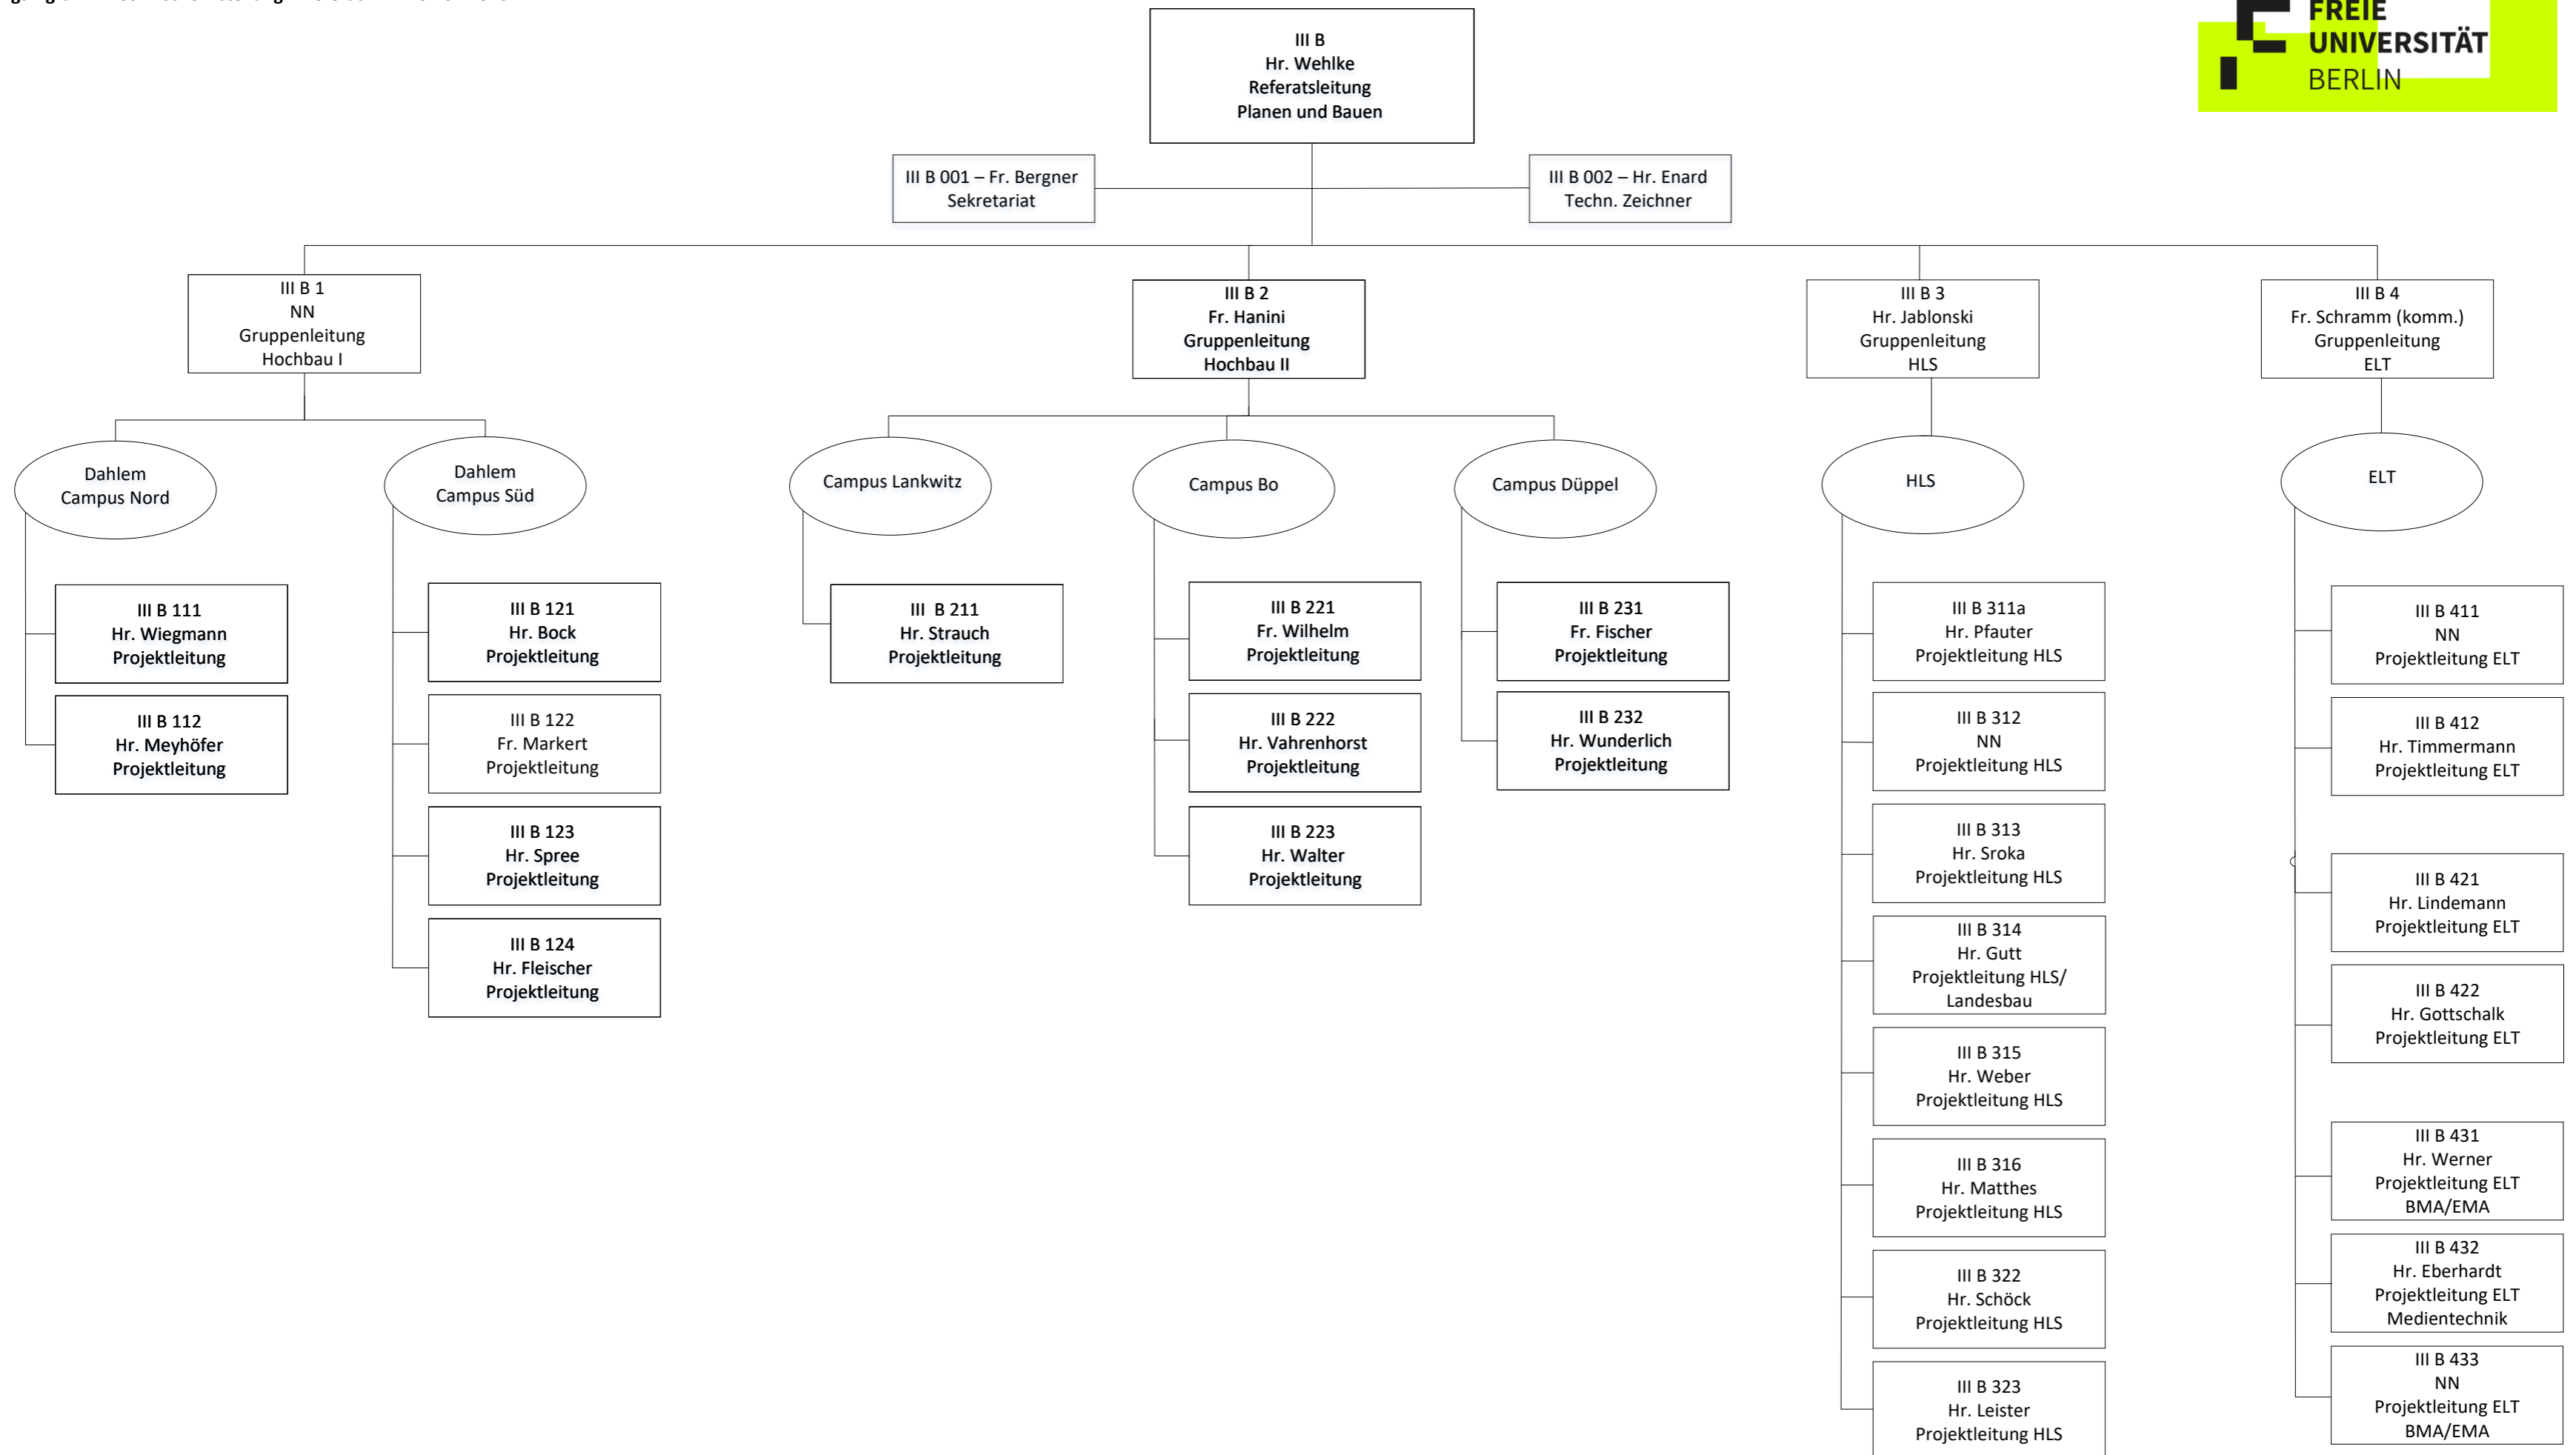 FREIE
UNIVERSITÄT
BERLIN
III B
Hr. Wehlke
Referatsleitung
Planen und Bauen
III B 001 – Fr. Bergner
Sekretariat
III B 002 – Hr. Enard
Techn. Zeichner
III B 1
NN
Gruppenleitung
Hochbau I
III B 2
Fr. Hanini
Gruppenleitung
Hochbau II
III B 3
Hr. Jablonski
Gruppenleitung
HLS
III B 4
Fr. Schramm (komm.)
Gruppenleitung
ELT
Dahlem
Campus Nord
Dahlem
Campus Süd
Campus Lankwitz
Campus Bo
Campus Düppel
HLS
ELT
III B 111
Hr. Wiegmann
Projektleitung
III B 112
Hr. Meyhöfer
Projektleitung
III B 121
Hr. Bock
Projektleitung
III B 122
Fr. Markert
Projektleitung
III B 123
Hr. Spree
Projektleitung
III B 124
Hr. Fleischer
Projektleitung
III B 211
Hr. Strauch
Projektleitung
III B 221
Fr. Wilhelm
Projektleitung
III B 222
Hr. Vahrenhorst
Projektleitung
III B 223
Hr. Walter
Projektleitung
III B 231
Fr. Fischer
Projektleitung
III B 232
Hr. Wunderlich
Projektleitung
III B 311a
Hr. Pfauter
Projektleitung HLS
III B 312
NN
Projektleitung HLS
III B 313
Hr. Sroka
Projektleitung HLS
III B 314
Hr. Gutt
Projektleitung HLS/
Landesbau
III B 315
Hr. Weber
Projektleitung HLS
III B 316
Hr. Matthes
Projektleitung HLS
III B 322
Hr. Schöck
Projektleitung HLS
III B 323
Hr. Leister
Projektleitung HLS
III B 411
NN
Projektleitung ELT
III B 412
Hr. Timmermann
Projektleitung ELT
III B 421
Hr. Lindemann
Projektleitung ELT
III B 422
Hr. Gottschalk
Projektleitung ELT
III B 431
Hr. Werner
Projektleitung ELT
BMA/EMA
III B 432
Hr. Eberhardt
Projektleitung ELT
Medientechnik
III B 433
NN
Projektleitung ELT
BMA/EMA